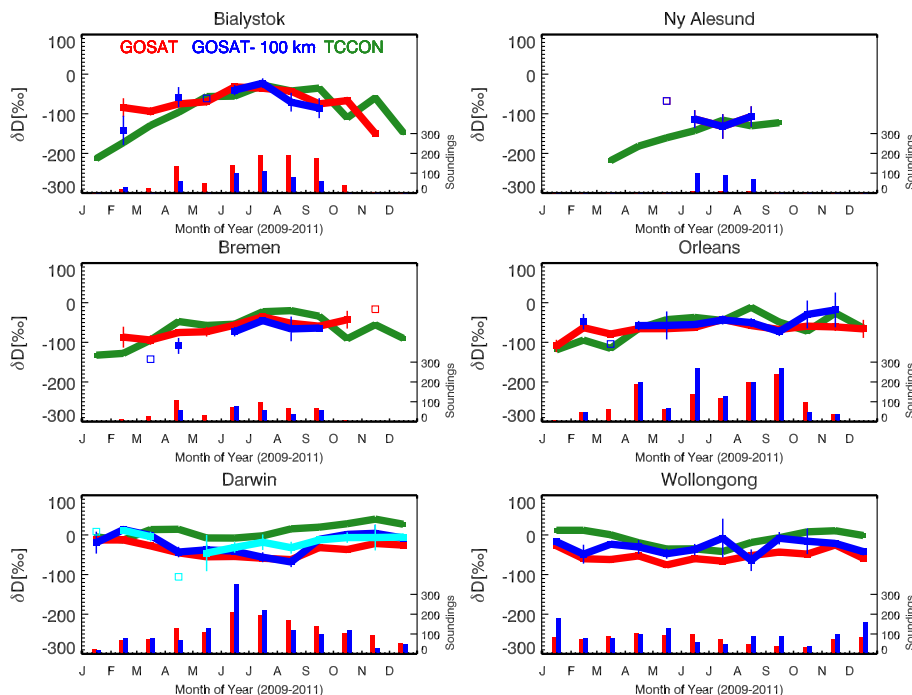 Bialystok
GOSAT GOSAT- 100 km TCCON
100
0
-100
-200
-300
δD[‰]
300
200
100
0
Soundings
J F M A M J J A S O N D
Month of Year (2009-2011)
Ny Alesund
100
0
-100
-200
-300
δD[‰]
300
200
100
0
Soundings
J F M A M J J A S O N D
Month of Year (2009-2011)
Bremen
100
0
-100
-200
-300
δD[‰]
300
200
100
0
Soundings
J F M A M J J A S O N D
Month of Year (2009-2011)
Orleans
100
0
-100
-200
-300
δD[‰]
300
200
100
0
Soundings
J F M A M J J A S O N D
Month of Year (2009-2011)
Darwin
100
0
-100
-200
-300
δD[‰]
300
200
100
0
Soundings
J F M A M J J A S O N D
Month of Year (2009-2011)
Wollongong
100
0
-100
-200
-300
δD[‰]
300
200
100
0
Soundings
J F M A M J J A S O N D
Month of Year (2009-2011)